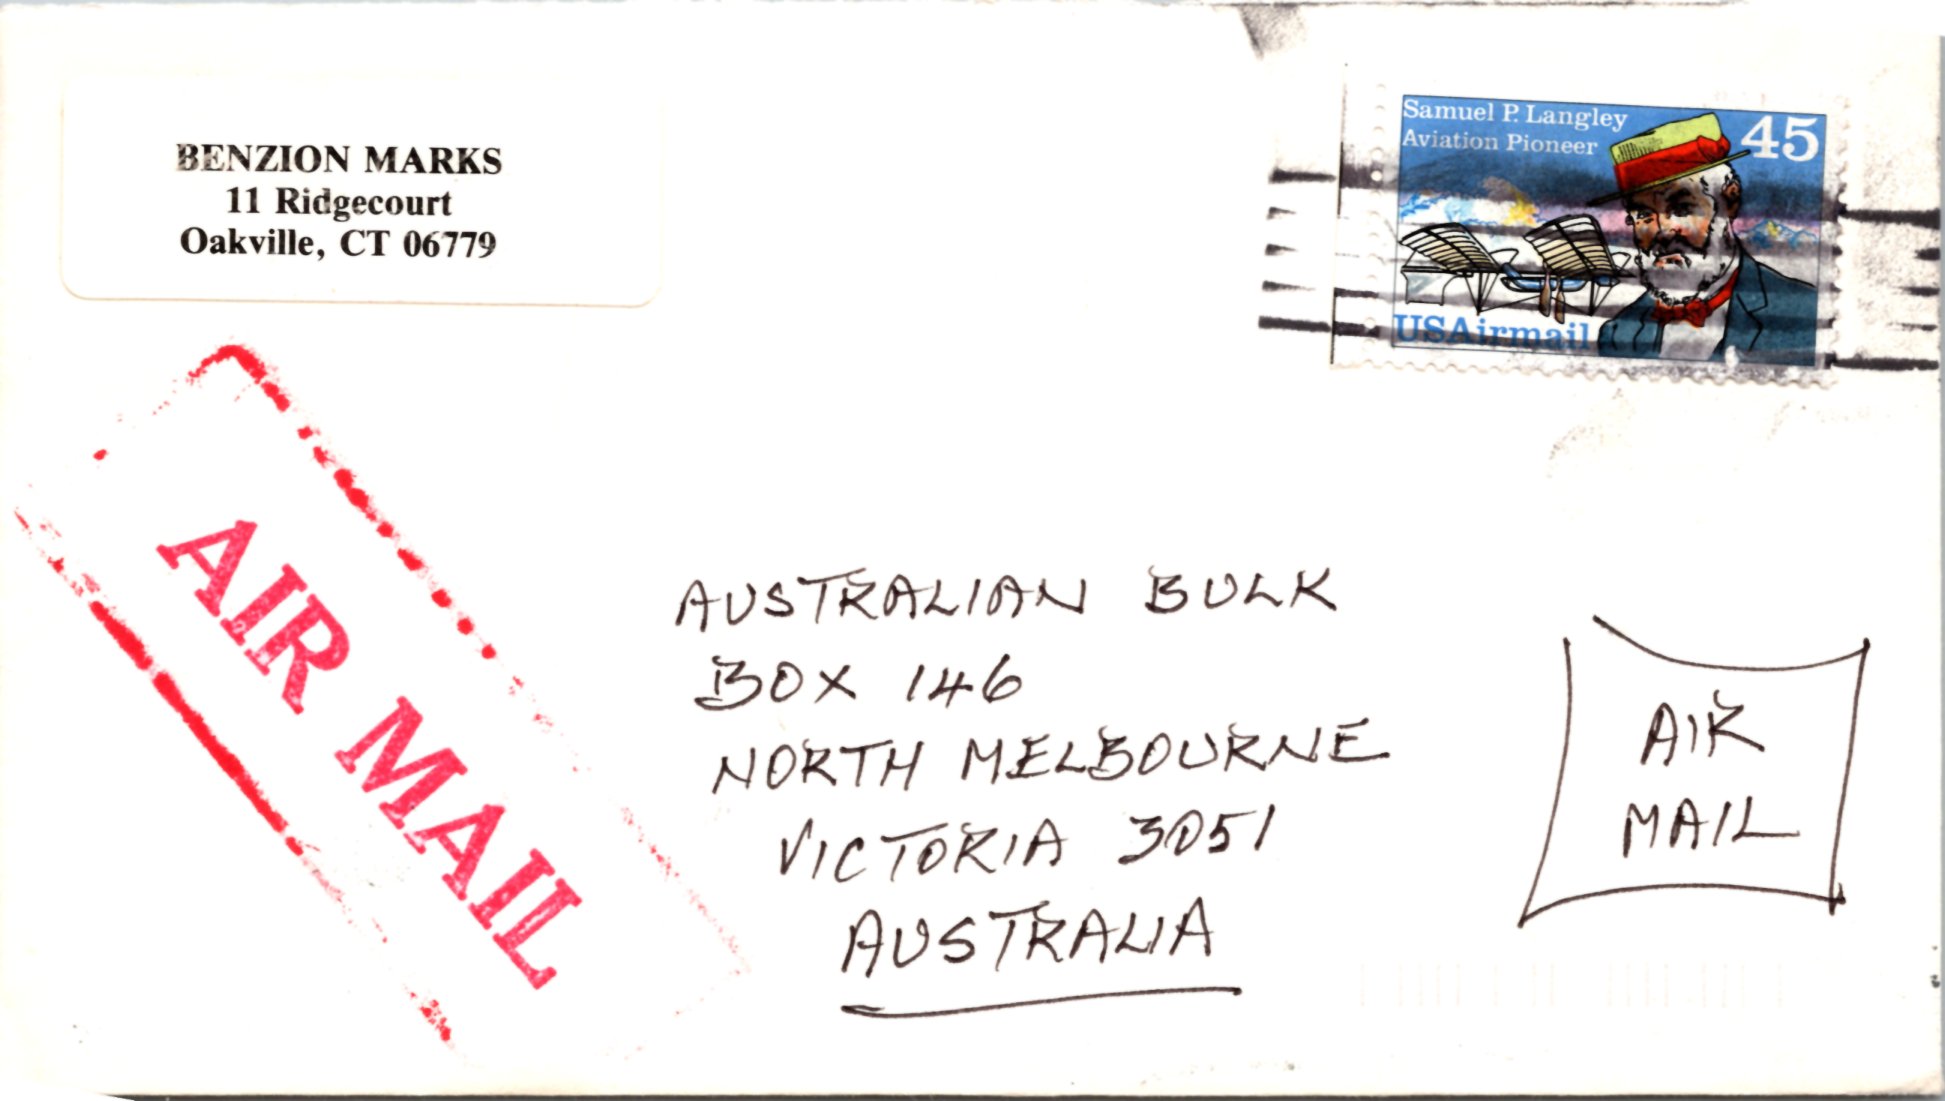 BENZION MARKS
11 Ridgecourt
Oakville, CT 06779
Samuel P. Langley
Aviation Pioneer
45
USAirmail
AIR MAIL
AUSTRALIAN BULK
BOX 146
NORTH MELBOURNE
VICTORIA 3051
AUSTRALIA
AIR
MAIL